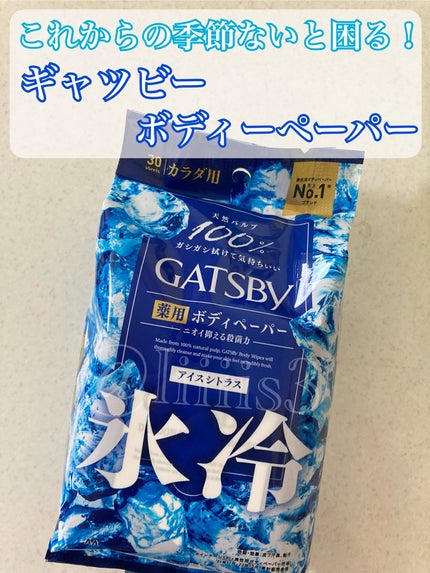 これからの季節ないと困る！
ギャツビー
ボディーペーパー
30
sheets
カラダ用
No.1
天然パルプ
100%
ガシガシ拭けて気持ちいい
GATSBY
薬用 ボディペーパー
ニオイ抑える殺菌力
Made from 100% natural pulp, GATSBY Body Wipes will
thoroughly cleanse and make your skin feel incredibly fresh.
アイスシトラス
氷冷